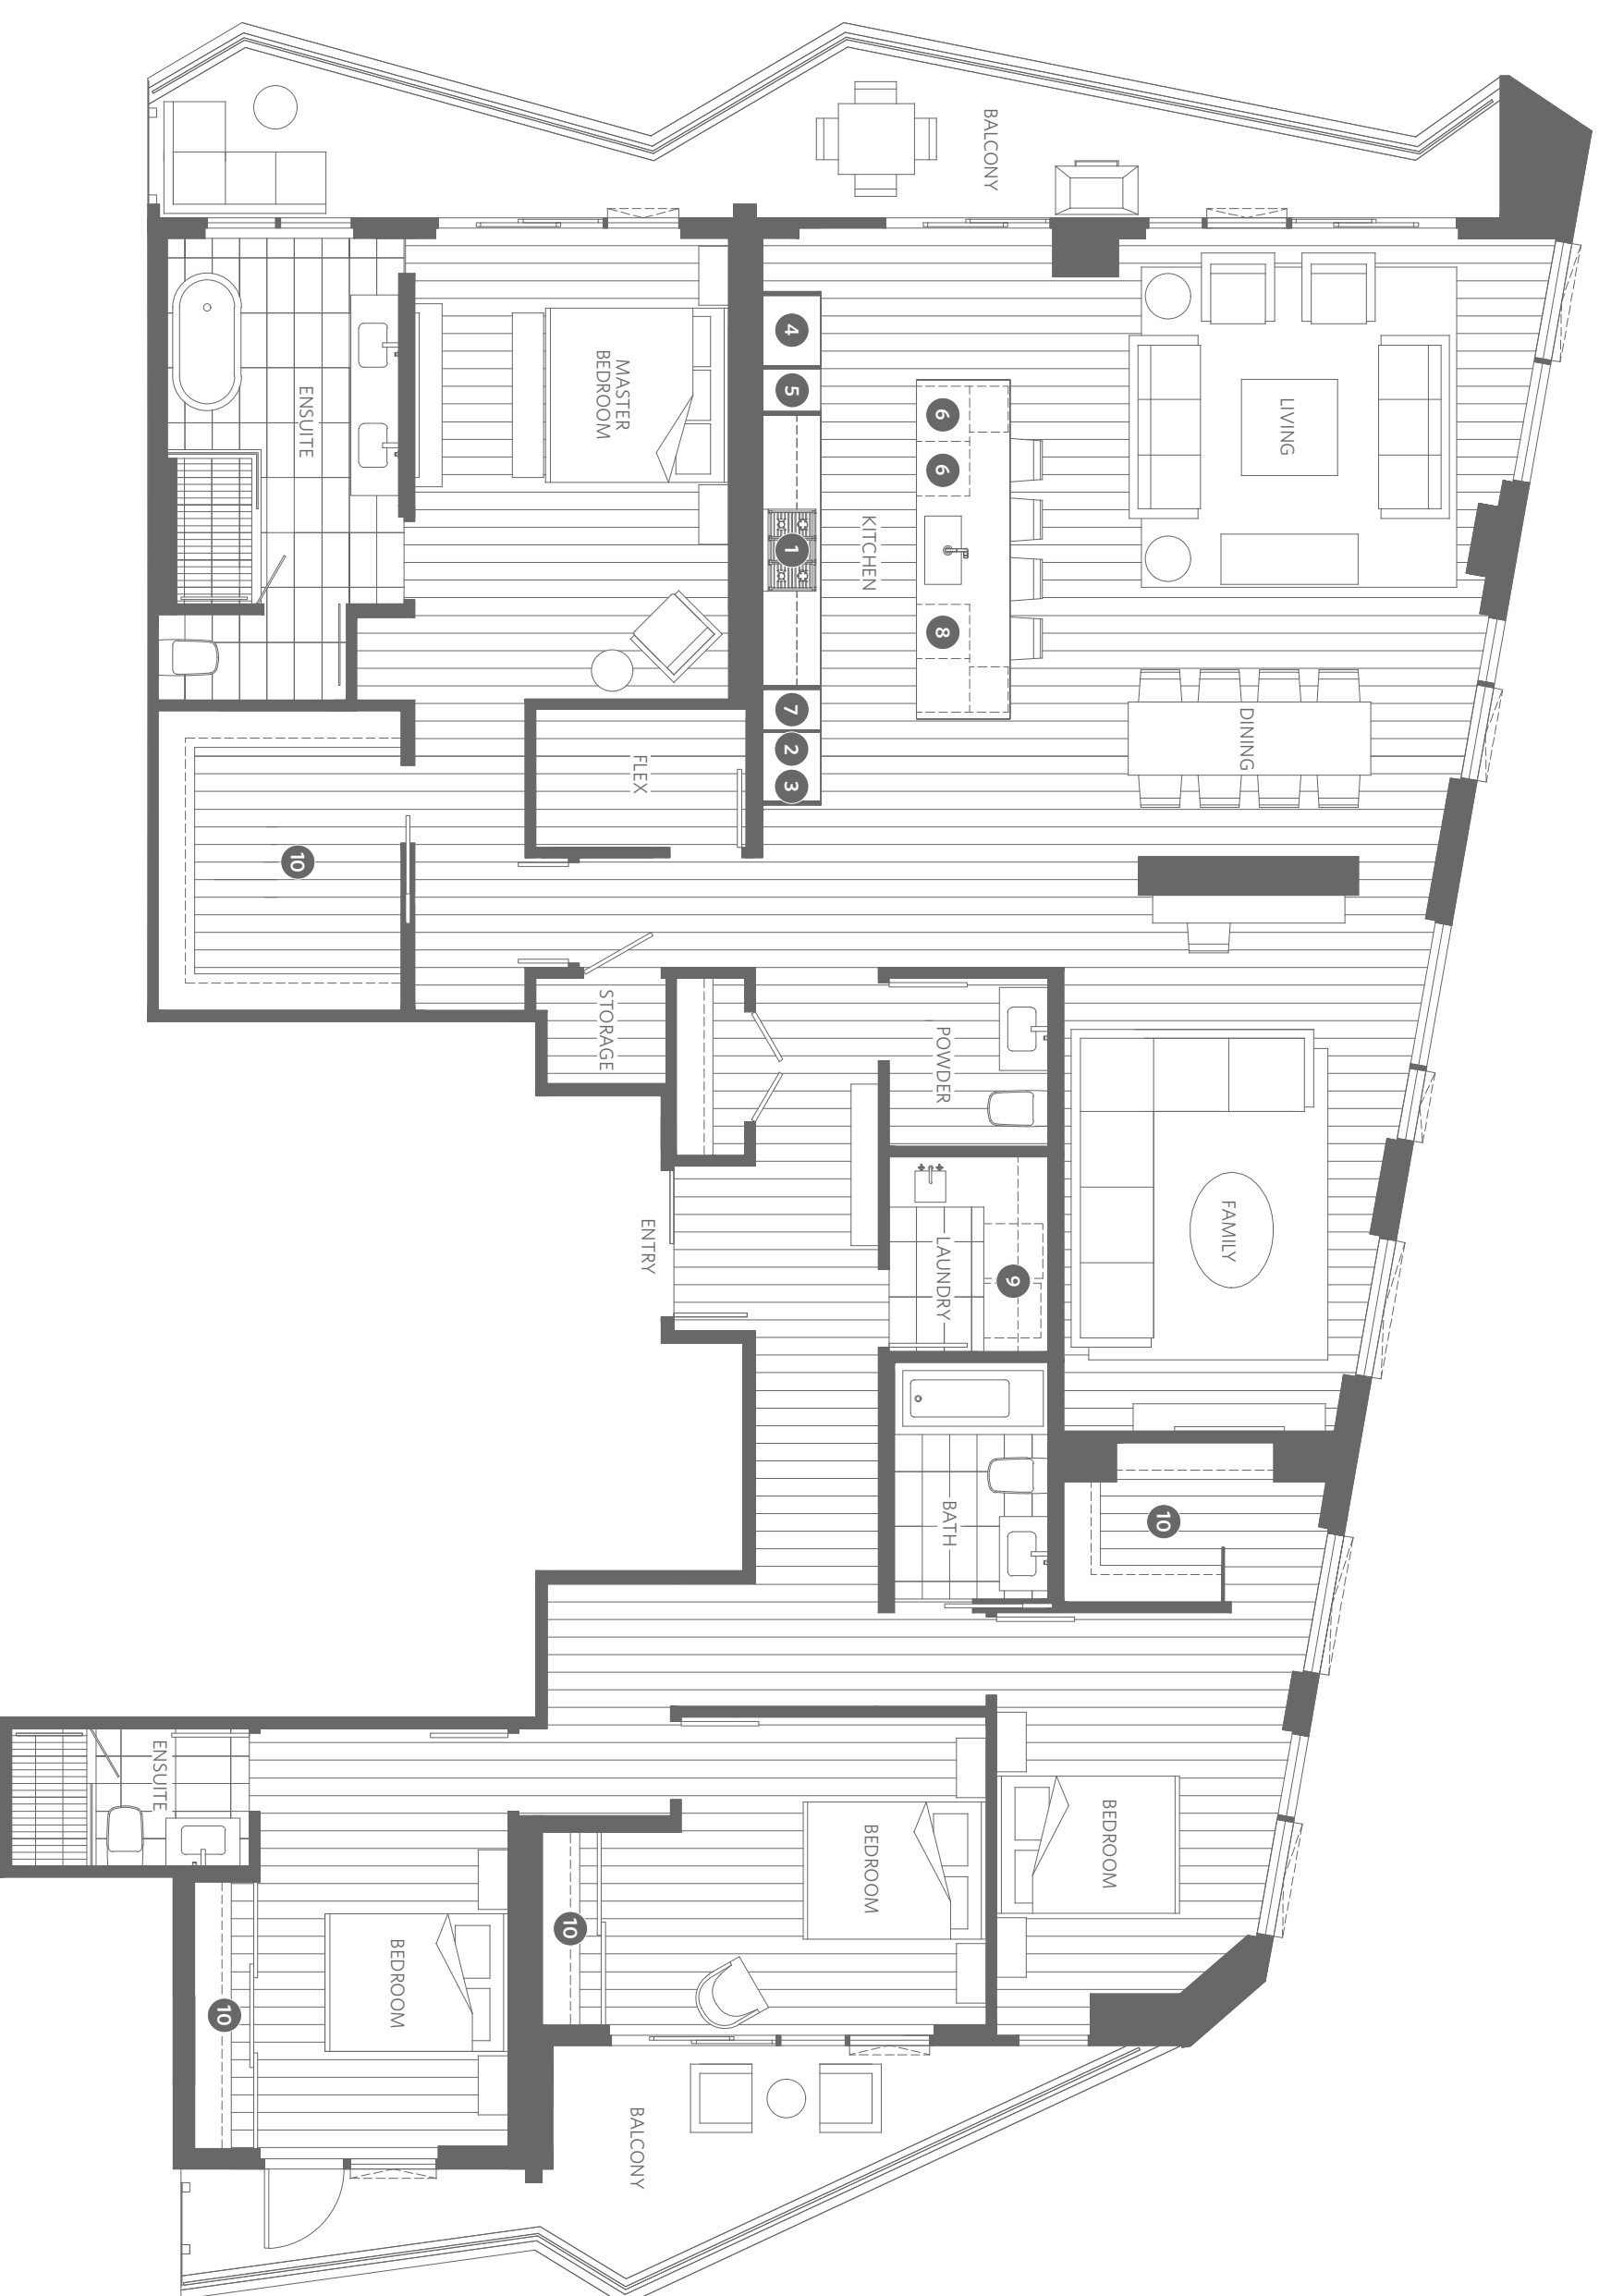 BALCONY
LIVING
4
5
6
6
MASTER
BEDROOM
ENSUITE
KITCHEN
1
8
7
2
3
DINING
FLEX
10
STORAGE
POWDER
ENTRY
LAUNDRY
9
FAMILY
BATH
10
ENSUITE
BEDROOM
BEDROOM
BEDROOM
10
10
BALCONY